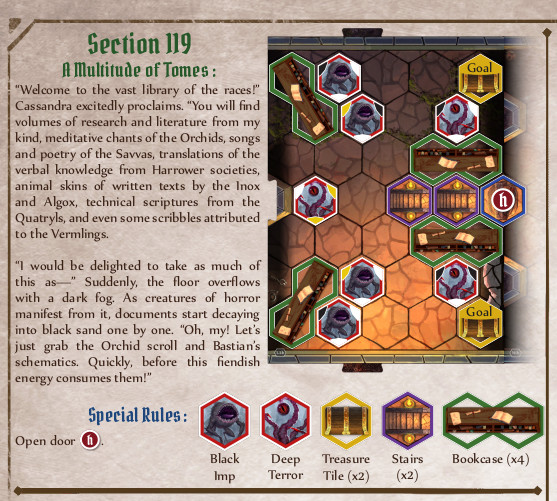 Section 119
A Multitude of Tomes:
"Welcome to the vast library of the races!"
Cassandra excitedly proclaims. "You will find
volumes of research and literature from my
kind, meditative chants of the Orchids, songs
and poetry of the Savvas, translations of the
verbal knowledge from Harrower societies,
animal skins of written texts by the Inox
and Algox, technical scriptures from the
Quatryls, and even some scribbles attributed
to the Vermlings.
"I would be delighted to take as much of
this as—" Suddenly, the floor overflows
with a dark fog. As creatures of horror
manifest from it, documents start decaying
into black sand one by one. "Oh, my! Let's
just grab the Orchid scroll and Bastian's
schematics. Quickly, before this fiendish
energy consumes them!"
Goal
h
Goal
Special Rules:
Open door h.
Black
Imp
Deep
Terror
Treasure
Tile (x2)
Stairs
(x2)
Bookcase (x4)